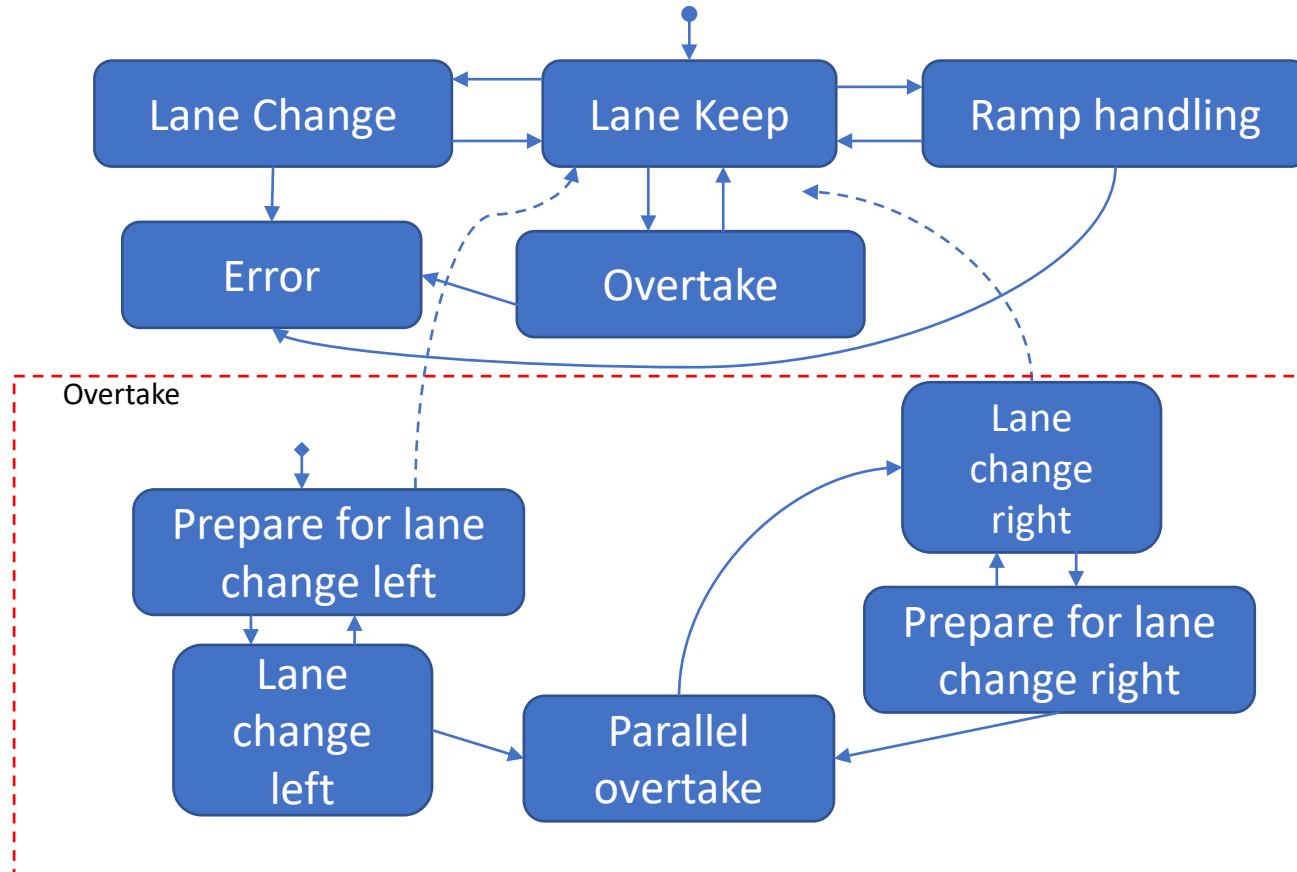 Lane Change
Lane Keep
Ramp handling
Error
Overtake
Overtake
Lane
change
right
Prepare for lane
change left
Prepare for lane
change right
Lane
change
left
Parallel
overtake